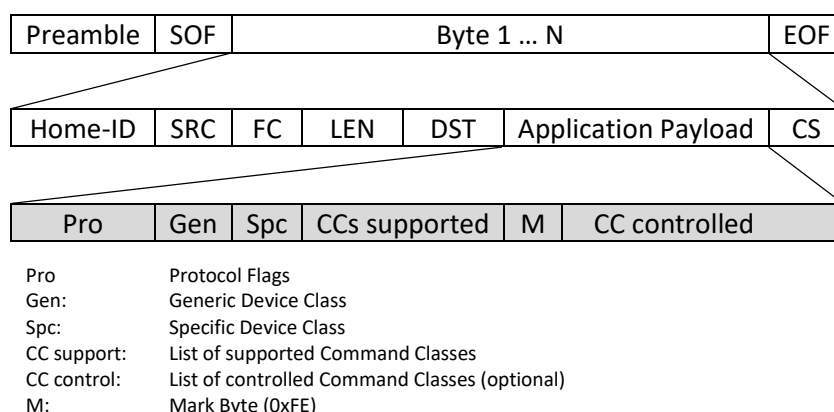 Preamble SOF Byte 1 ... N EOF
Home-ID SRC FC LEN DST Application Payload CS
Pro Gen Spc CCs supported M CC controlled
Pro Protocol Flags
Gen: Generic Device Class
Spc: Specific Device Class
CC support: List of supported Command Classes
CC control: List of controlled Command Classes (optional)
M: Mark Byte (0xFE)